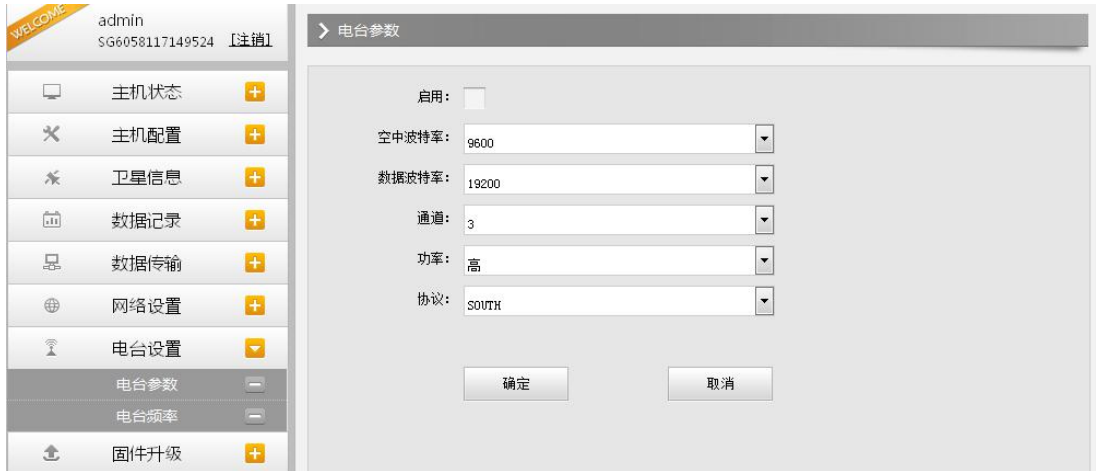 WELCOME
admin
SG6058117149524 [注销]
主机状态
主机配置
卫星信息
数据记录
数据传输
网络设置
电台设置
电台参数
电台频率
固件升级
电台参数
启用：
空中波特率： 9600
数据波特率： 19200
通道： 3
功率： 高
协议： SOUTH
确定 取消